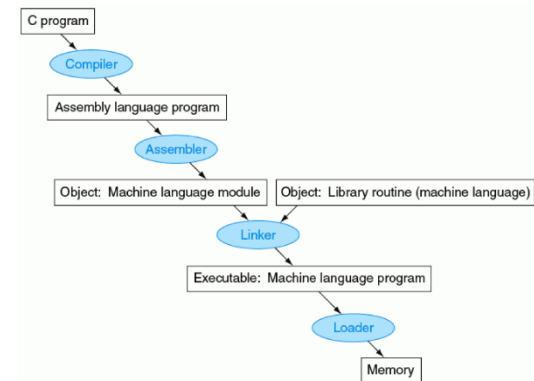 C program
Compiler
Assembly language program
Assembler
Object: Machine language module
Object: Library routine (machine language)
Linker
Executable: Machine language program
Loader
Memory